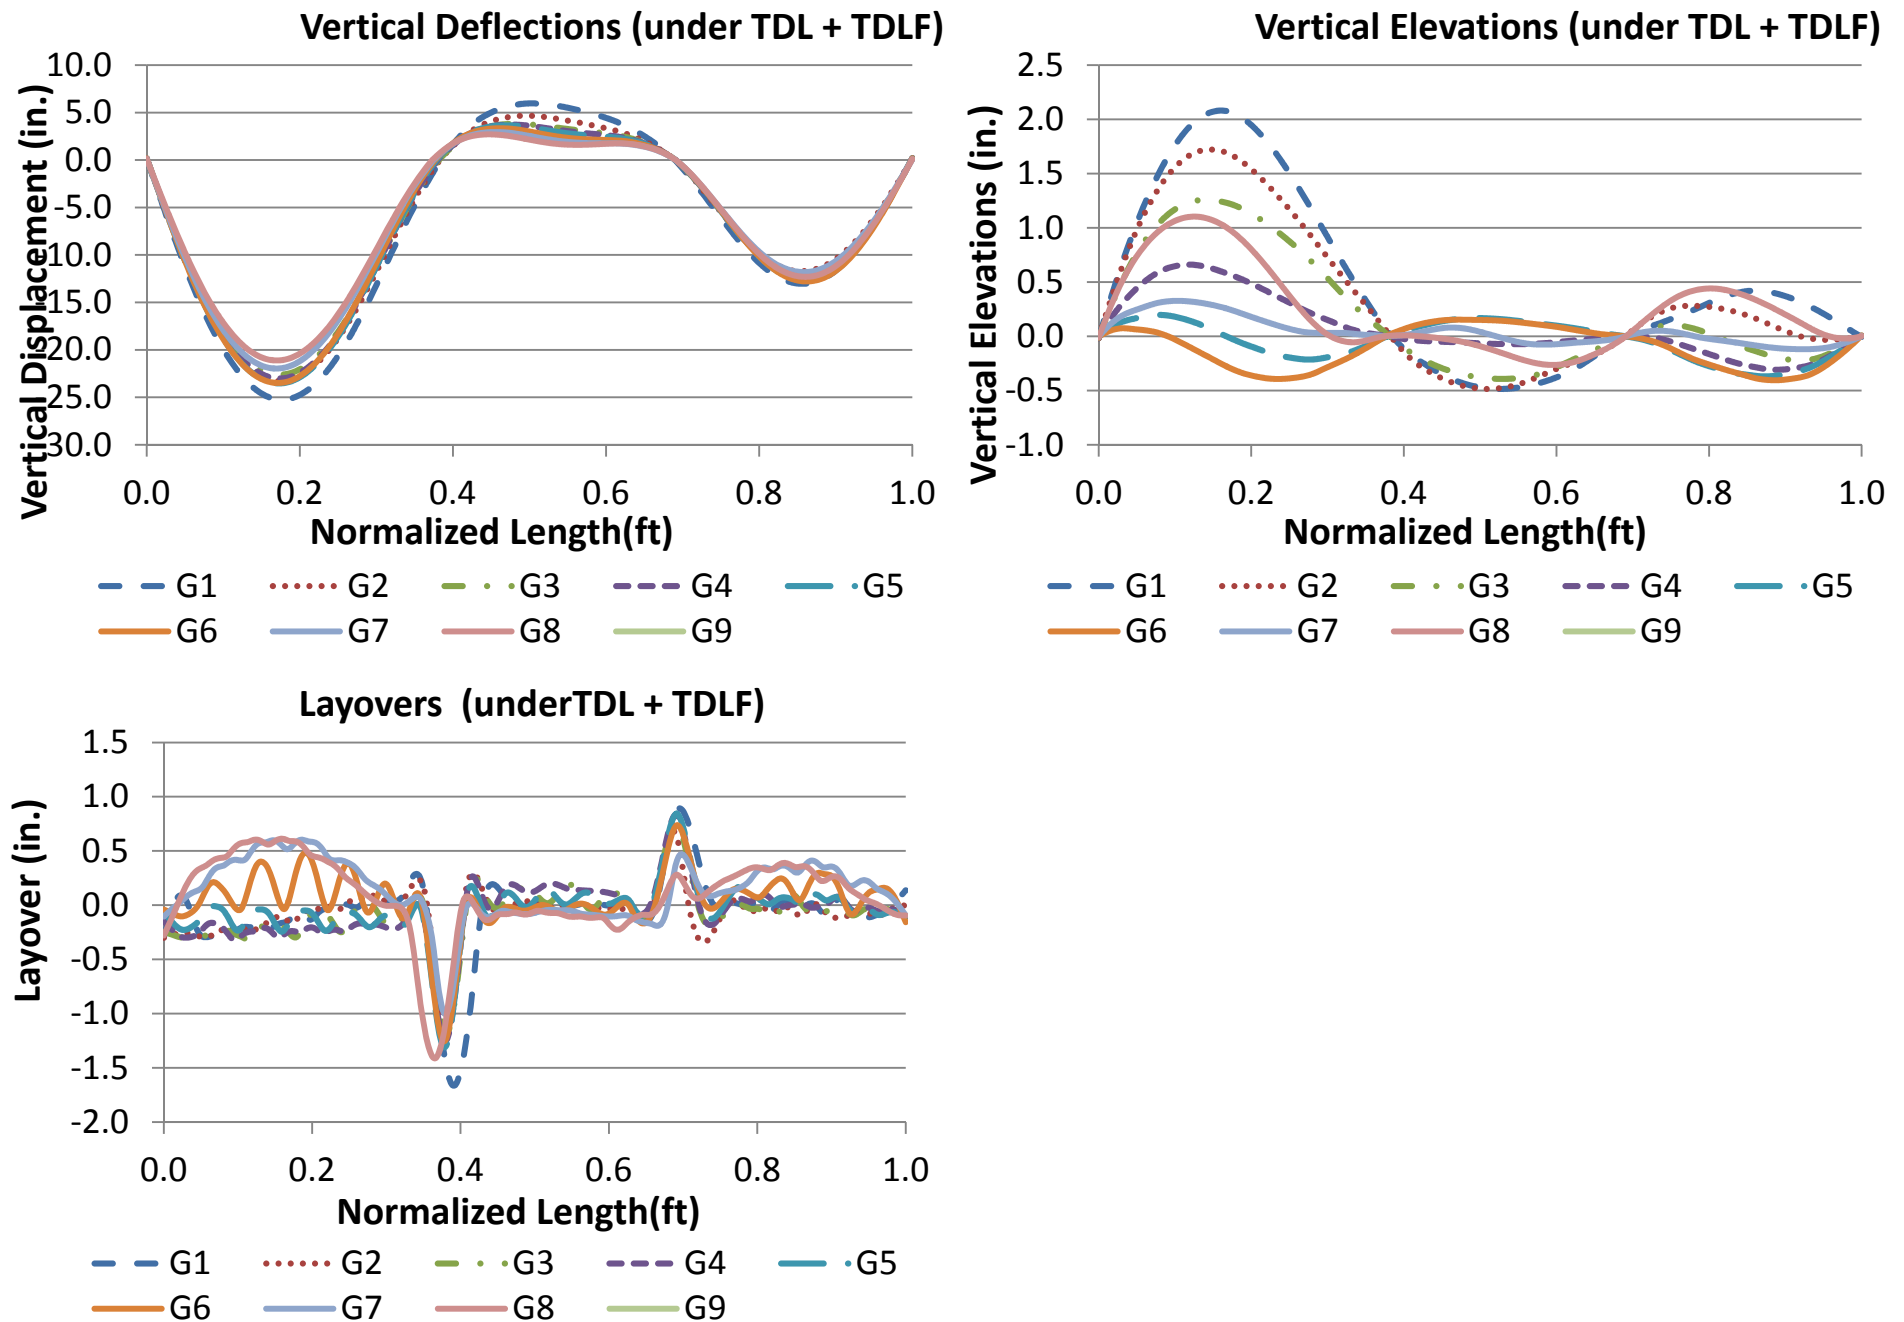 Vertical Deflections (under TDL + TDLF)
10.0
5.0
0.0
-5.0
10.0
15.0
20.0
25.0
30.0
Vertical Displacement (in.)
0.0 0.2 0.4 0.6 0.8 1.0
Normalized Length(ft)
G1 G2 G3 G4 G5
G6 G7 G8 G9
Vertical Elevations (under TDL + TDLF)
2.5
2.0
1.5
1.0
0.5
0.0
-0.5
-1.0
Vertical Elevations (in.)
0.0 0.2 0.4 0.6 0.8 1.0
Normalized Length(ft)
G1 G2 G3 G4 G5
G6 G7 G8 G9
Layovers (underTDL + TDLF)
1.5
1.0
0.5
0.0
-0.5
-1.0
-1.5
-2.0
Layover (in.)
0.0 0.2 0.4 0.6 0.8 1.0
Normalized Length(ft)
G1 G2 G3 G4 G5
G6 G7 G8 G9